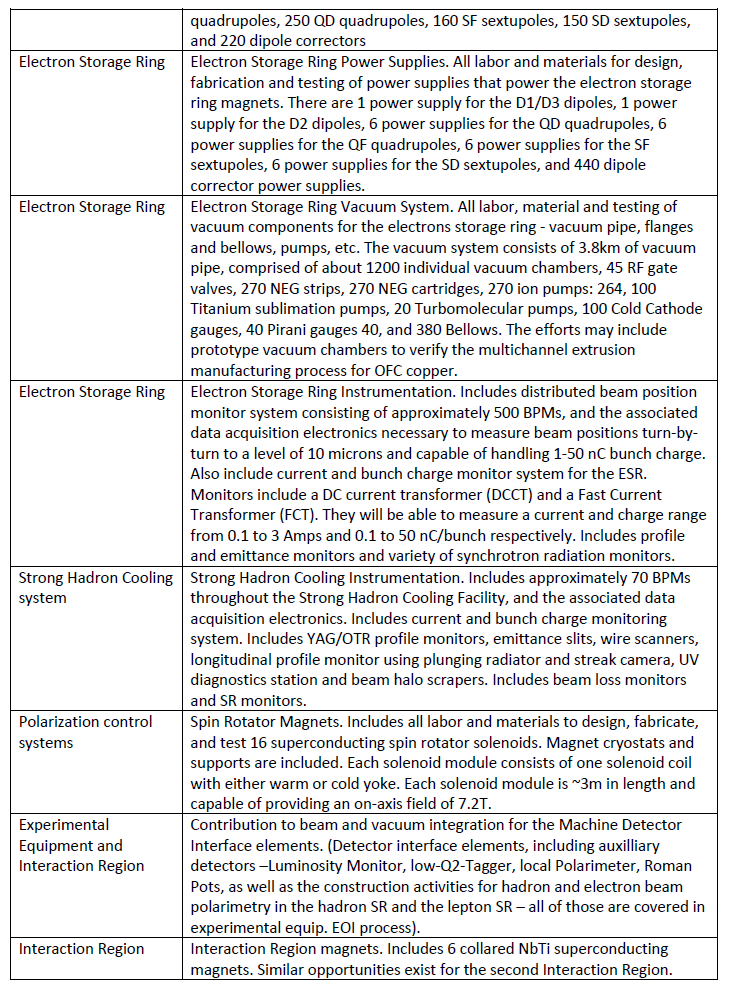 quadrupoles, 250 QD quadrupoles, 160 SF sextupoles, 150 SD sextupoles,
and 220 dipole correctors
Electron Storage Ring
Electron Storage Ring Power Supplies. All labor and materials for design,
fabrication and testing of power supplies that power the electron storage
ring magnets. There are 1 power supply for the D1/D3 dipoles, 1 power
supply for the D2 dipoles, 6 power supplies for the QD quadrupoles, 6
power supplies for the QF quadrupoles, 6 power supplies for the SF
sextupoles, 6 power supplies for the SD sextupoles, and 440 dipole
corrector power supplies.
Electron Storage Ring
Electron Storage Ring Vacuum System. All labor, material and testing of
vacuum components for the electrons storage ring - vacuum pipe, flanges
and bellows, pumps, etc. The vacuum system consists of 3.8km of vacuum
pipe, comprised of about 1200 individual vacuum chambers, 45 RF gate
valves, 270 NEG strips, 270 NEG cartridges, 270 ion pumps: 264, 100
Titanium sublimation pumps, 20 Turbomolecular pumps, 100 Cold Cathode
gauges, 40 Pirani gauges 40, and 380 Bellows. The efforts may include
prototype vacuum chambers to verify the multichannel extrusion
manufacturing process for OFC copper.
Electron Storage Ring
Electron Storage Ring Instrumentation. Includes distributed beam position
monitor system consisting of approximately 500 BPMs, and the associated
data acquisition electronics necessary to measure beam positions turn-by-
turn to a level of 10 microns and capable of handling 1-50 nC bunch charge.
Also include current and bunch charge monitor system for the ESR.
Monitors include a DC current transformer (DCCT) and a Fast Current
Transformer (FCT). They will be able to measure a current and charge range
from 0.1 to 3 Amps and 0.1 to 50 nC/bunch respectively. Includes profile
and emittance monitors and variety of synchrotron radiation monitors.
Strong Hadron Cooling
system
Strong Hadron Cooling Instrumentation. Includes approximately 70 BPMs
throughout the Strong Hadron Cooling Facility, and the associated data
acquisition electronics. Includes current and bunch charge monitoring
system. Includes YAG/OTR profile monitors, emittance slits, wire scanners,
longitudinal profile monitor using plunging radiator and streak camera, UV
diagnostics station and beam halo scrapers. Includes beam loss monitors
and SR monitors.
Polarization control
systems
Spin Rotator Magnets. Includes all labor and materials to design, fabricate,
and test 16 superconducting spin rotator solenoids. Magnet cryostats and
supports are included. Each solenoid module consists of one solenoid coil
with either warm or cold yoke. Each solenoid module is ~3m in length and
capable of providing an on-axis field of 7.2T.
Experimental
Equipment and
Interaction Region
Contribution to beam and vacuum integration for the Machine Detector
Interface elements. (Detector interface elements, including auxilliary
detectors –Luminosity Monitor, low-Q2-Tagger, local Polarimeter, Roman
Pots, as well as the construction activities for hadron and electron beam
polarimetry in the hadron SR and the lepton SR – all of those are covered in
experimental equip. EOI process).
Interaction Region
Interaction Region magnets. Includes 6 collared NbTi superconducting
magnets. Similar opportunities exist for the second Interaction Region.